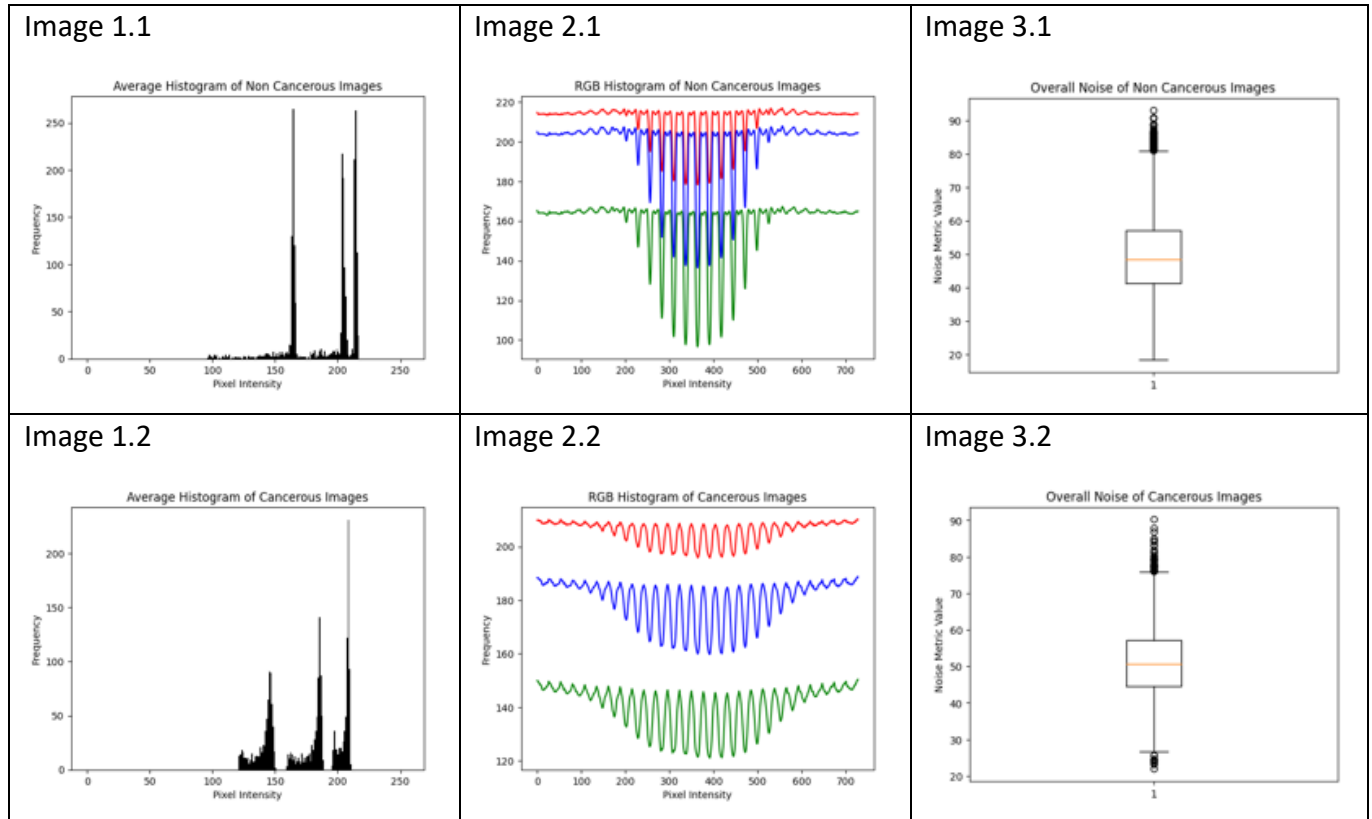 Image 1.1
Average Histogram of Non Cancerous Images
Frequency
250
200
150
100
50
0
0 50 100 150 200 250
Pixel Intensity
Image 2.1
RGB Histogram of Non Cancerous Images
Frequency
220
200
180
160
140
120
100
0 100 200 300 400 500 600 700
Pixel Intensity
Image 3.1
Overall Noise of Non Cancerous Images
Noise Metric Value
90
80
70
60
50
40
30
20
1
Image 1.2
Average Histogram of Cancerous Images
Frequency
200
150
100
50
0
0 50 100 150 200 250
Pixel Intensity
Image 2.2
RGB Histogram of Cancerous Images
Frequency
200
180
160
140
120
0 100 200 300 400 500 600 700
Pixel Intensity
Image 3.2
Overall Noise of Cancerous Images
Noise Metric Value
90
80
70
60
50
40
30
20
1